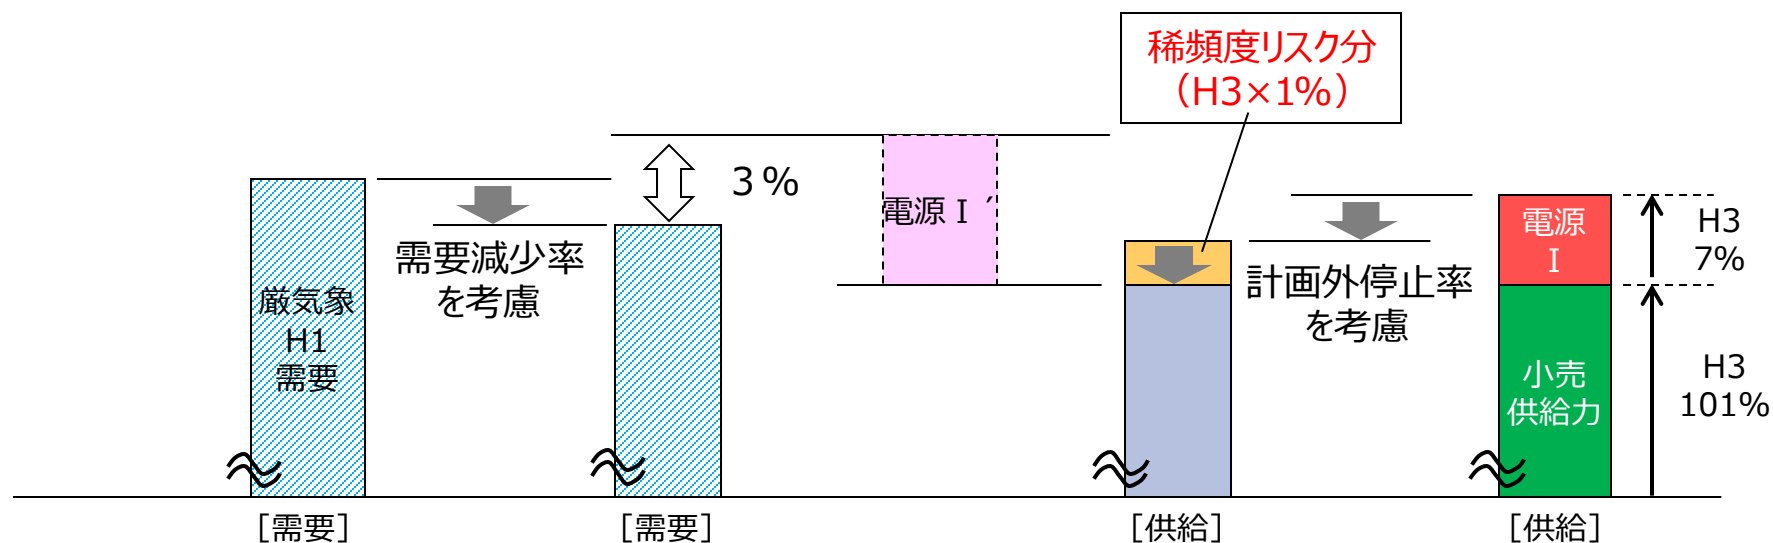 稀頻度リスク分
（H3×1%）
３％
電源Ⅰ´
需要減少率
を考慮
厳気象
H1
需要
計画外停止率
を考慮
電源
Ⅰ
H3
7%
小売
供給力
H3
101%
［需要］
［需要］
［供給］
［供給］